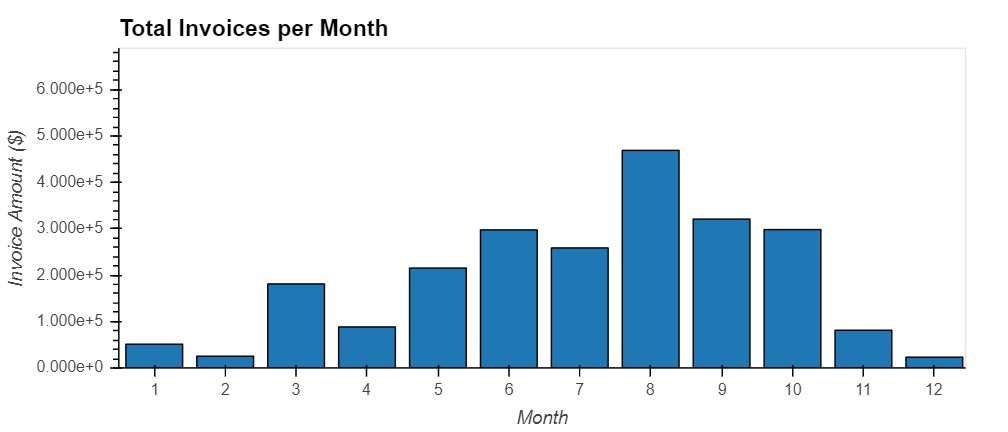 Total Invoices per Month
Invoice Amount ($)
6.000e+5
5.000e+5
4.000e+5
3.000e+5
2.000e+5
1.000e+5
0.000e+0
1 2 3 4 5 6 7 8 9 10 11 12
Month